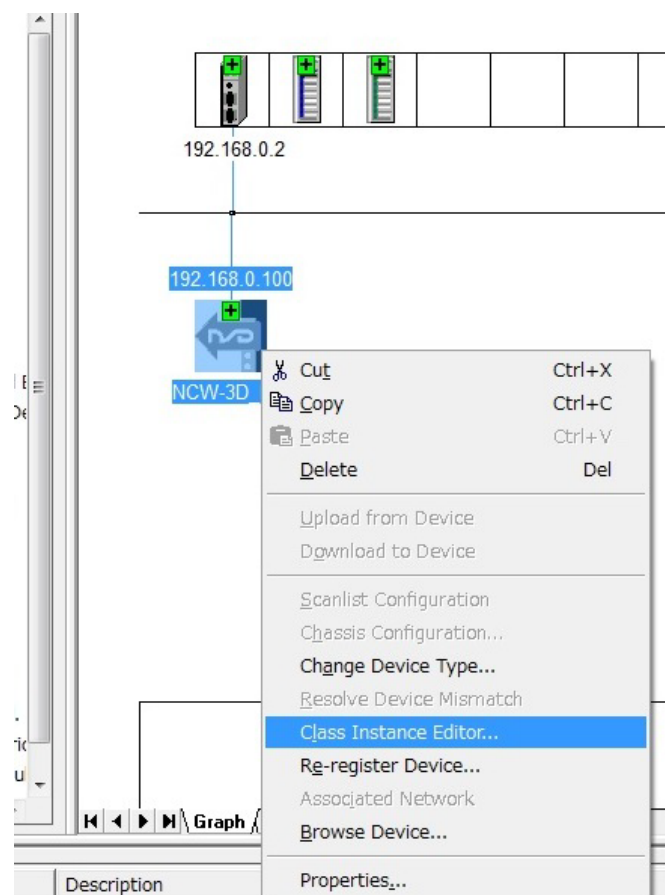 192.168.0.2
192.168.0.100
NCW-3D
Cut Ctrl+X
Copy Ctrl+C
Paste Ctrl+V
Delete Del
Upload from Device
Download to Device
Scanlist Configuration
Chassis Configuration...
Change Device Type...
Resolve Device Mismatch
Class Instance Editor...
Re-register Device...
Associated Network
Browse Device...
Properties...
Graph
Description